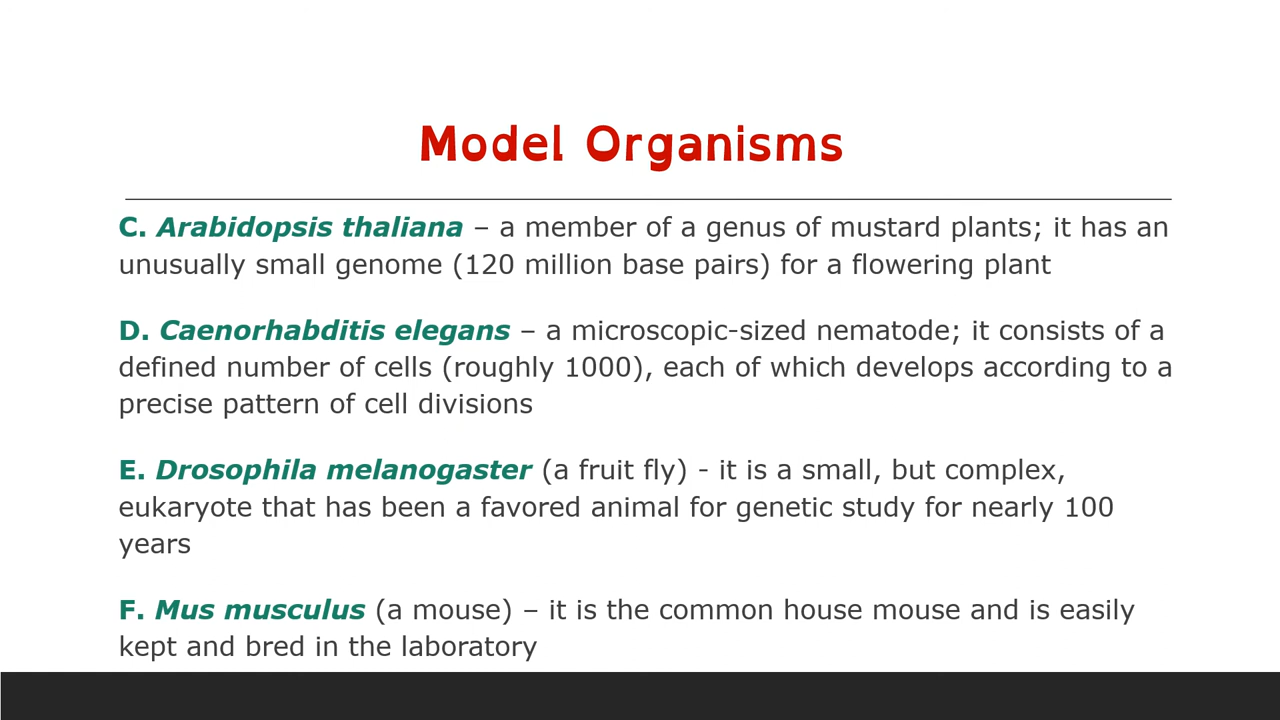 Model Organisms
C. Arabidopsis thaliana – a member of a genus of mustard plants; it has an
unusually small genome (120 million base pairs) for a flowering plant
D. Caenorhabditis elegans – a microscopic-sized nematode; it consists of a
defined number of cells (roughly 1000), each of which develops according to a
precise pattern of cell divisions
E. Drosophila melanogaster (a fruit fly) - it is a small, but complex,
eukaryote that has been a favored animal for genetic study for nearly 100
years
F. Mus musculus (a mouse) – it is the common house mouse and is easily
kept and bred in the laboratory